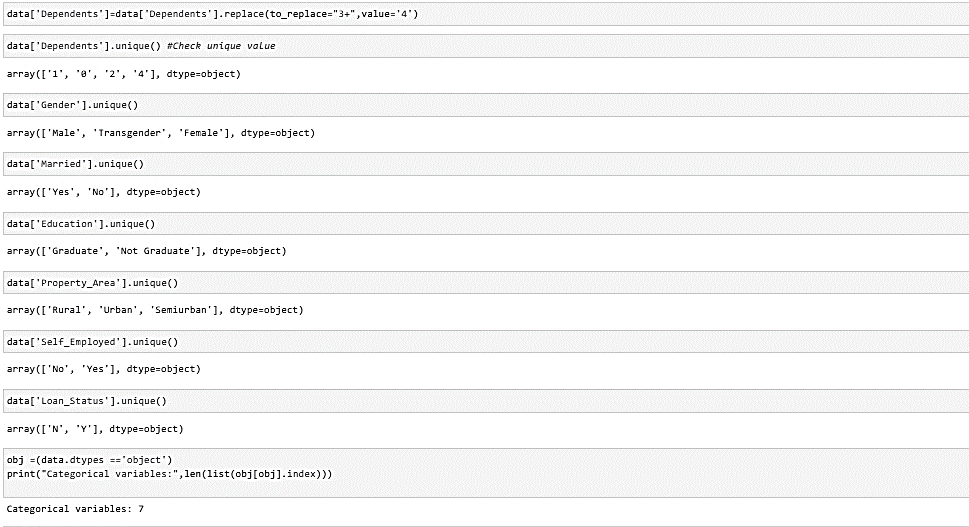 data['Dependents']=data['Dependents'].replace(to_replace="3+",value='4')
data['Dependents'].unique() #Check unique value
array(['1', '0', '2', '4'], dtype=object)
data['Gender'].unique()
array(['Male', 'Transgender', 'Female'], dtype=object)
data['Married'].unique()
array(['Yes', 'No'], dtype=object)
data['Education'].unique()
array(['Graduate', 'Not Graduate'], dtype=object)
data['Property_Area'].unique()
array(['Rural', 'Urban', 'Semiurban'], dtype=object)
data['Self_Employed'].unique()
array(['No', 'Yes'], dtype=object)
data['Loan_Status'].unique()
array(['N', 'Y'], dtype=object)
obj =(data.dtypes =='object')
print("Categorical variables:",len(list(obj[obj].index)))
Categorical variables: 7